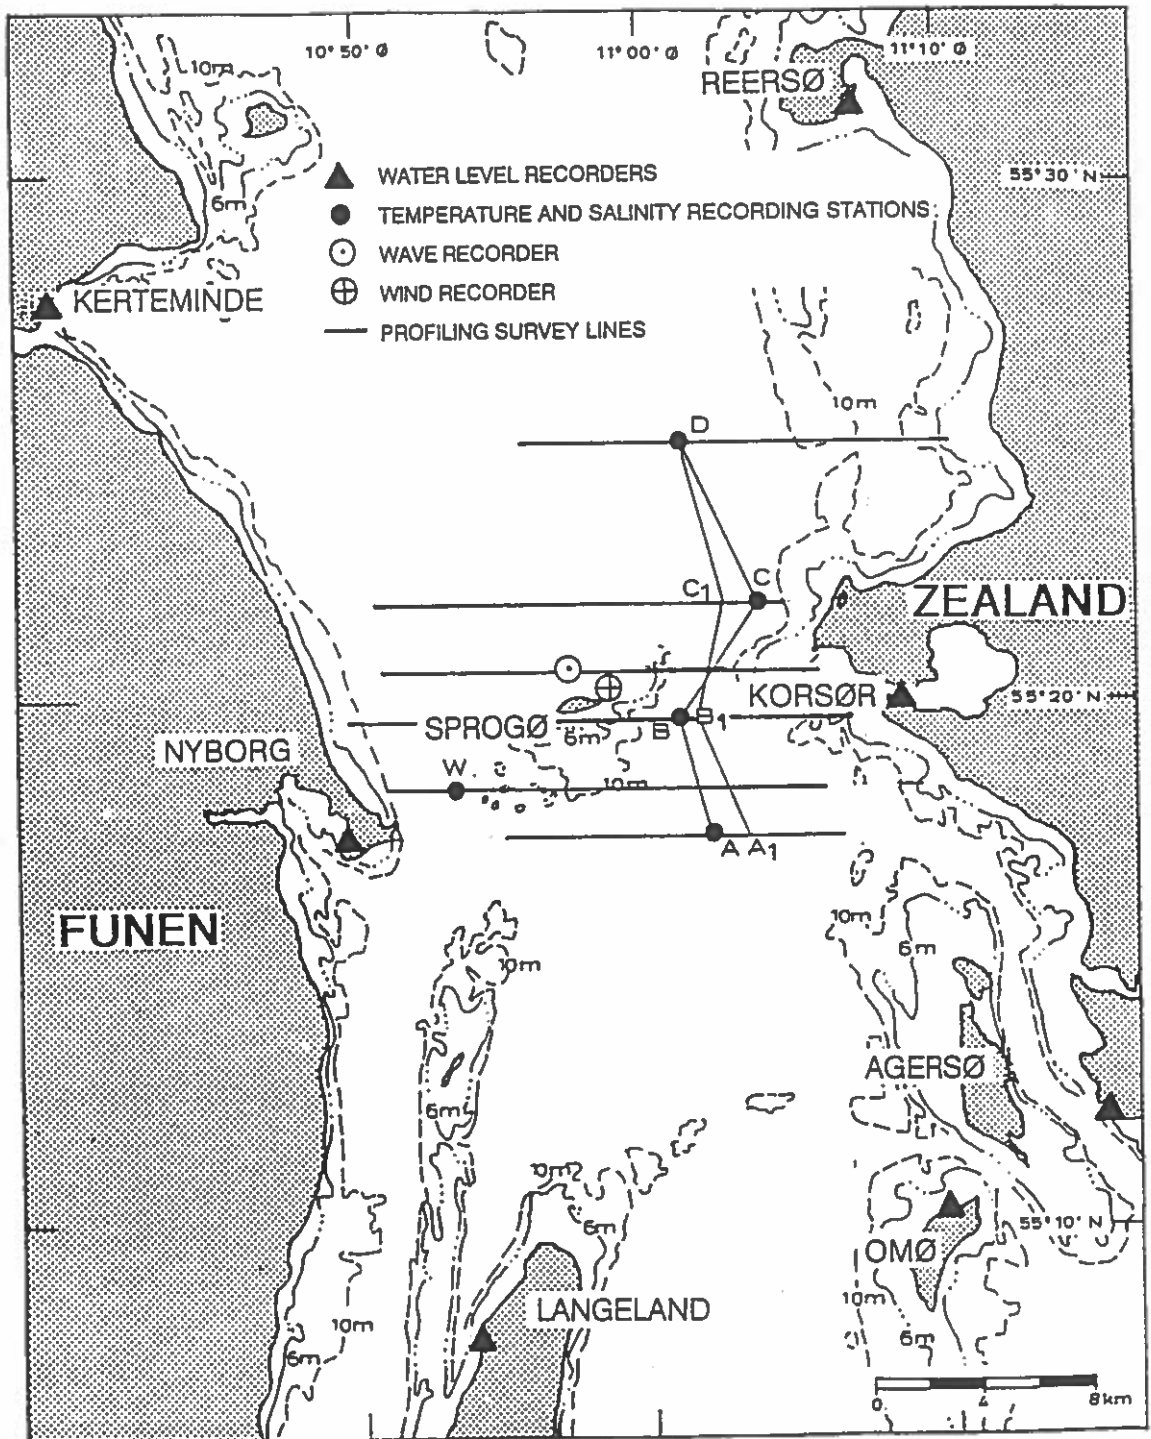 10°50' Ø
11°00' Ø
11°10' Ø
10m
REERSØ
WATER LEVEL RECORDERS
55°30' N
6m
TEMPERATURE AND SALINITY RECORDING STATIONS
WAVE RECORDER
KERTEMINDE
WIND RECORDER
PROFILING SURVEY LINES
10m
D
C1
C
ZEALAND
KORSØR
55°20' N
SPROGØ
6m
B
B1
NYBORG
W
10m
A
A1
FUNEN
10m
10m
6m
AGERSØ
6m
6m
55°10' N
OMØ
LANGELAND
10m
10m
6m
6m
0
4
8km